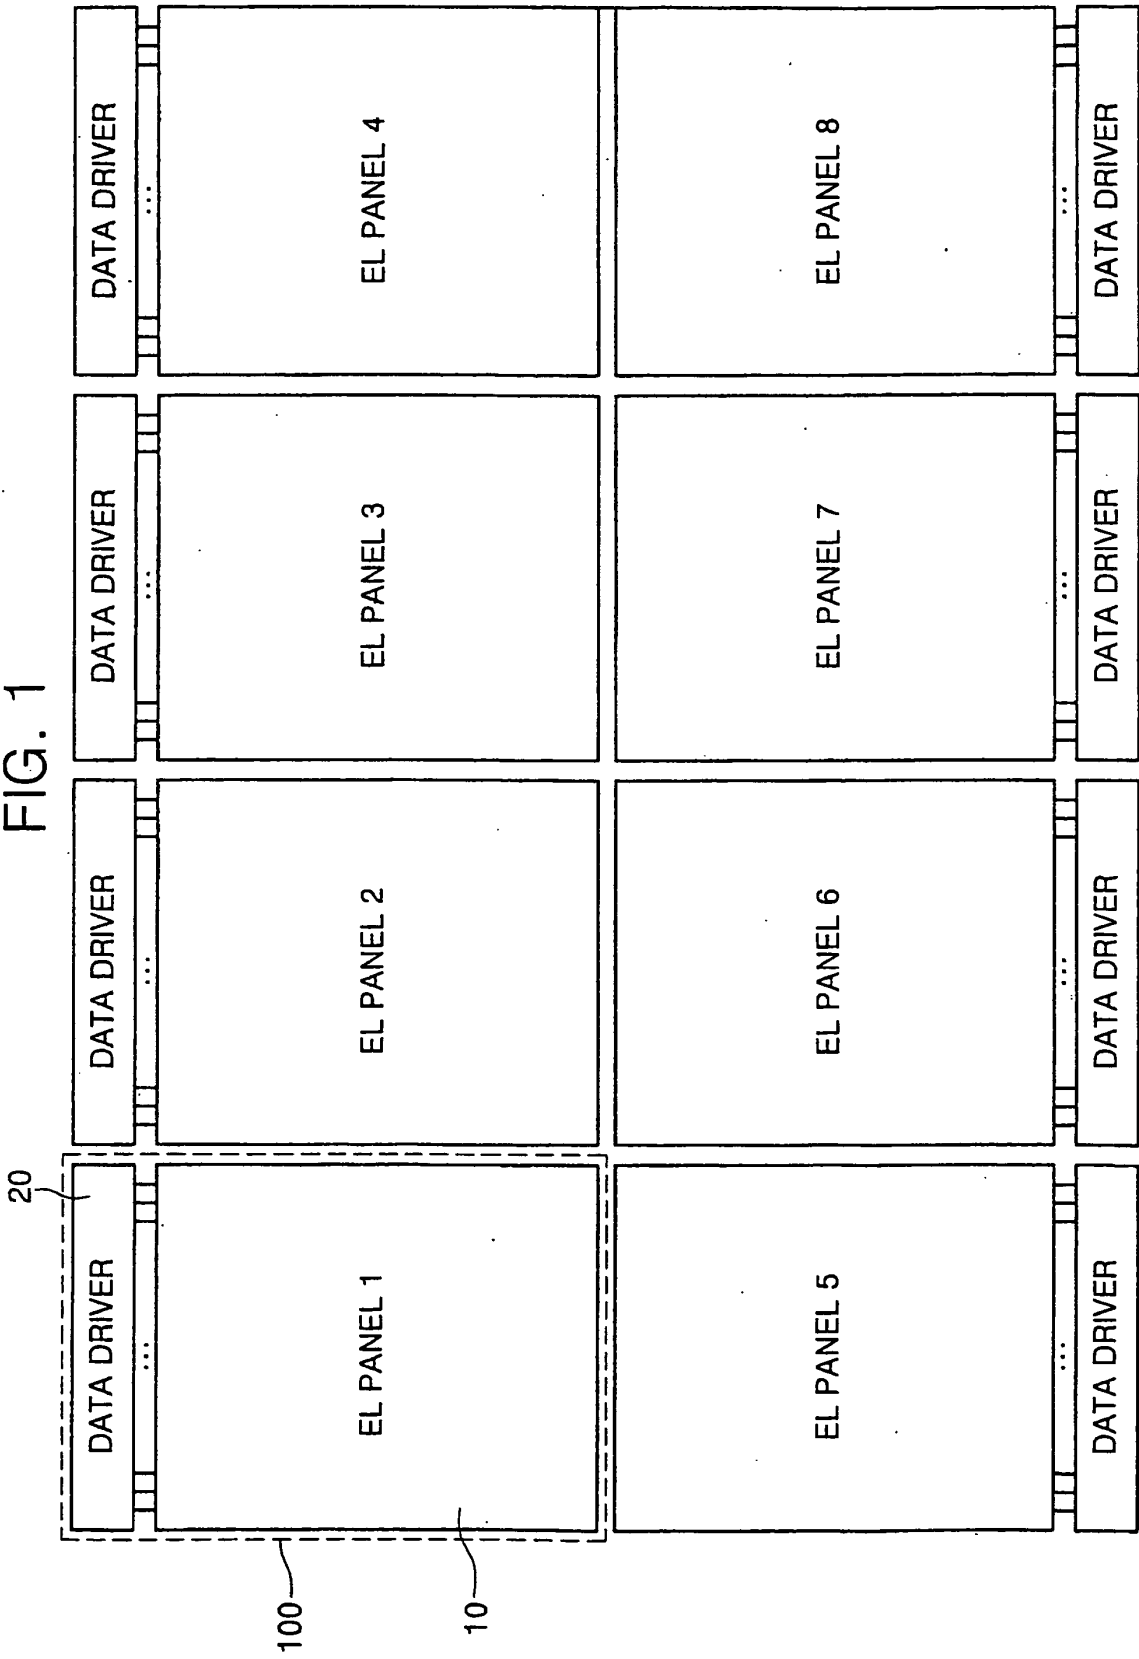 FIG. 1
20
DATA DRIVER
DATA DRIVER
DATA DRIVER
DATA DRIVER
...
...
...
...
100
EL PANEL 1
EL PANEL 2
EL PANEL 3
EL PANEL 4
10
EL PANEL 5
EL PANEL 6
EL PANEL 7
EL PANEL 8
...
...
...
...
DATA DRIVER
DATA DRIVER
DATA DRIVER
DATA DRIVER